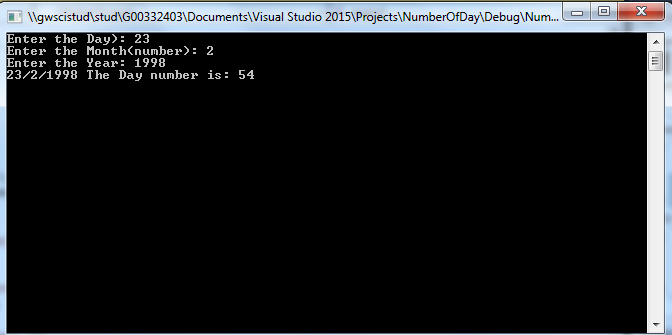 \\gwscistud\stud\G00332403\Documents\Visual Studio 2015\Projects\NumberOfDay\Debug\Num...
Enter the Day): 23
Enter the Month(number): 2
Enter the Year: 1998
23/2/1998 The Day number is: 54